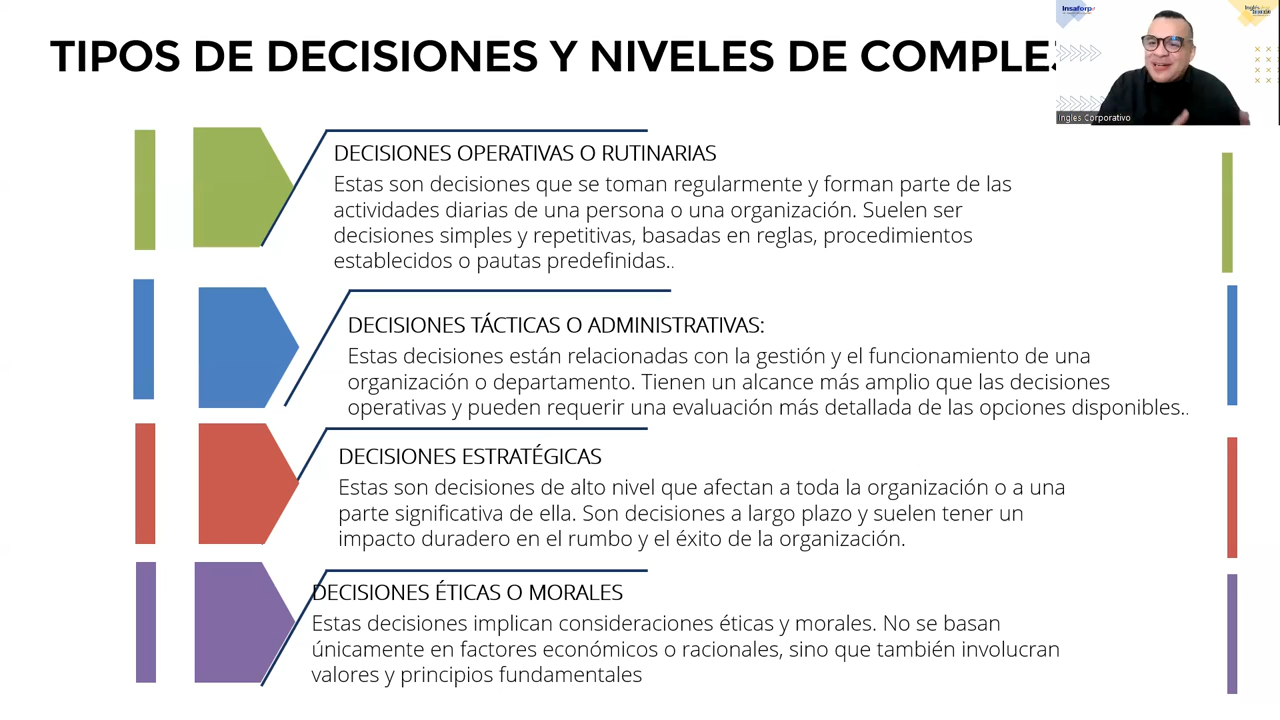 TIPOS DE DECISIONES Y NIVELES DE COMPLE
Insaforp
Ingles Corporativo
DECISIONES OPERATIVAS O RUTINARIAS
Estas son decisiones que se toman regularmente y forman parte de las
actividades diarias de una persona o una organización. Suelen ser
decisiones simples y repetitivas, basadas en reglas, procedimientos
establecidos o pautas predefinidas..
DECISIONES TÁCTICAS O ADMINISTRATIVAS:
Estas decisiones están relacionadas con la gestión y el funcionamiento de una
organización o departamento. Tienen un alcance más amplio que las decisiones
operativas y pueden requerir una evaluación más detallada de las opciones disponibles..
DECISIONES ESTRATÉGICAS
Estas son decisiones de alto nivel que afectan a toda la organización o a una
parte significativa de ella. Son decisiones a largo plazo y suelen tener un
impacto duradero en el rumbo y el éxito de la organización.
DECISIONES ÉTICAS O MORALES
Estas decisiones implican consideraciones éticas y morales. No se basan
únicamente en factores económicos o racionales, sino que también involucran
valores y principios fundamentales